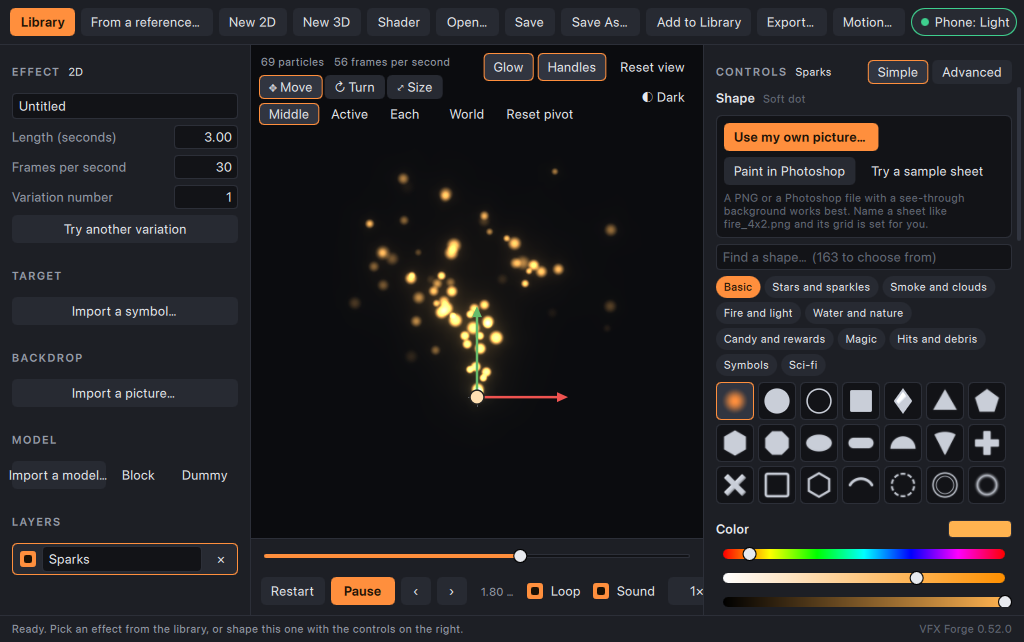 Library From a reference... New 2D New 3D Shader Open... Save Save As... Add to Library Export... Motion... Phone: Light
EFFECT 2D
Untitled
Length (seconds) 3.00
Frames per second 30
Variation number 1
Try another variation
TARGET
Import a symbol...
BACKDROP
Import a picture...
MODEL
Import a model... Block Dummy
LAYERS
Sparks ×
69 particles 56 frames per second Glow Handles Reset view
Move Turn Size Dark
Middle Active Each World Reset pivot
Restart Pause ‹ › 1.80 ... Loop Sound 1×
CONTROLS Sparks Simple Advanced
Shape Soft dot
Use my own picture...
Paint in Photoshop Try a sample sheet
A PNG or a Photoshop file with a see-through
background works best. Name a sheet like
fire_4x2.png and its grid is set for you.
Find a shape... (163 to choose from)
Basic Stars and sparkles Smoke and clouds
Fire and light Water and nature
Candy and rewards Magic Hits and debris
Symbols Sci-fi
Color
Ready. Pick an effect from the library, or shape this one with the controls on the right. VFX Forge 0.52.0